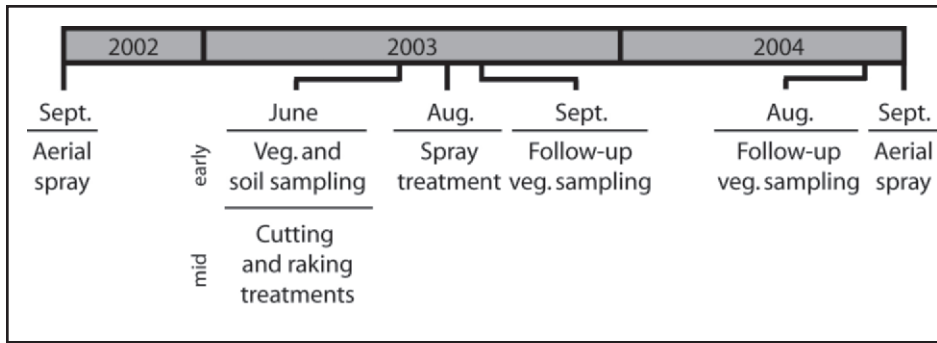 2002 2003 2004
Sept. June Aug. Sept. Aug. Sept.
Aerial
spray
early
Veg. and
soil sampling
mid
Cutting
and raking
treatments
Spray
treatment
Follow-up
veg. sampling
Follow-up
veg. sampling
Aerial
spray